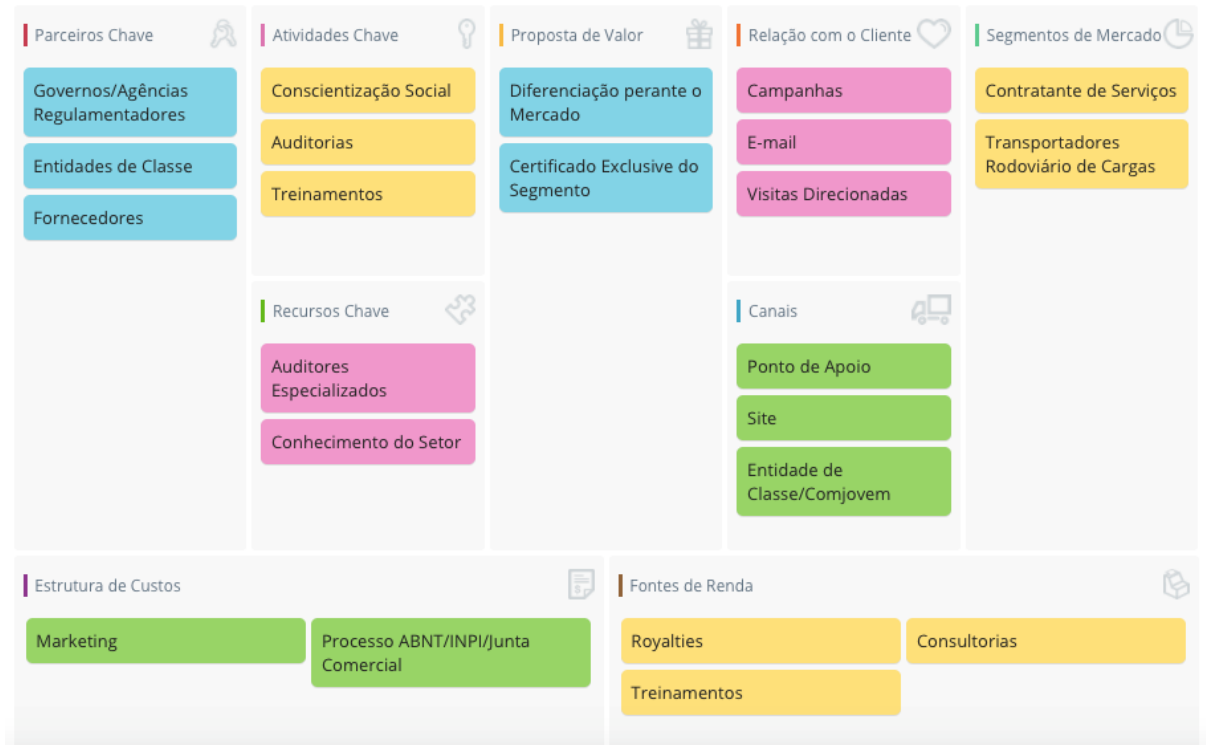 Parceiros Chave
Governos/Agências
Regulamentadores
Entidades de Classe
Fornecedores
Atividades Chave
Conscientização Social
Auditorias
Treinamentos
Recursos Chave
Auditores
Especializados
Conhecimento do Setor
Proposta de Valor
Diferenciação perante o
Mercado
Certificado Exclusive do
Segmento
Relação com o Cliente
Campanhas
E-mail
Visitas Direcionadas
Canais
Ponto de Apoio
Site
Entidade de
Classe/Comjovem
Segmentos de Mercado
Contratante de Serviços
Transportadores
Rodoviário de Cargas
Estrutura de Custos
Marketing
Processo ABNT/INPI/Junta
Comercial
Fontes de Renda
Royalties
Consultorias
Treinamentos